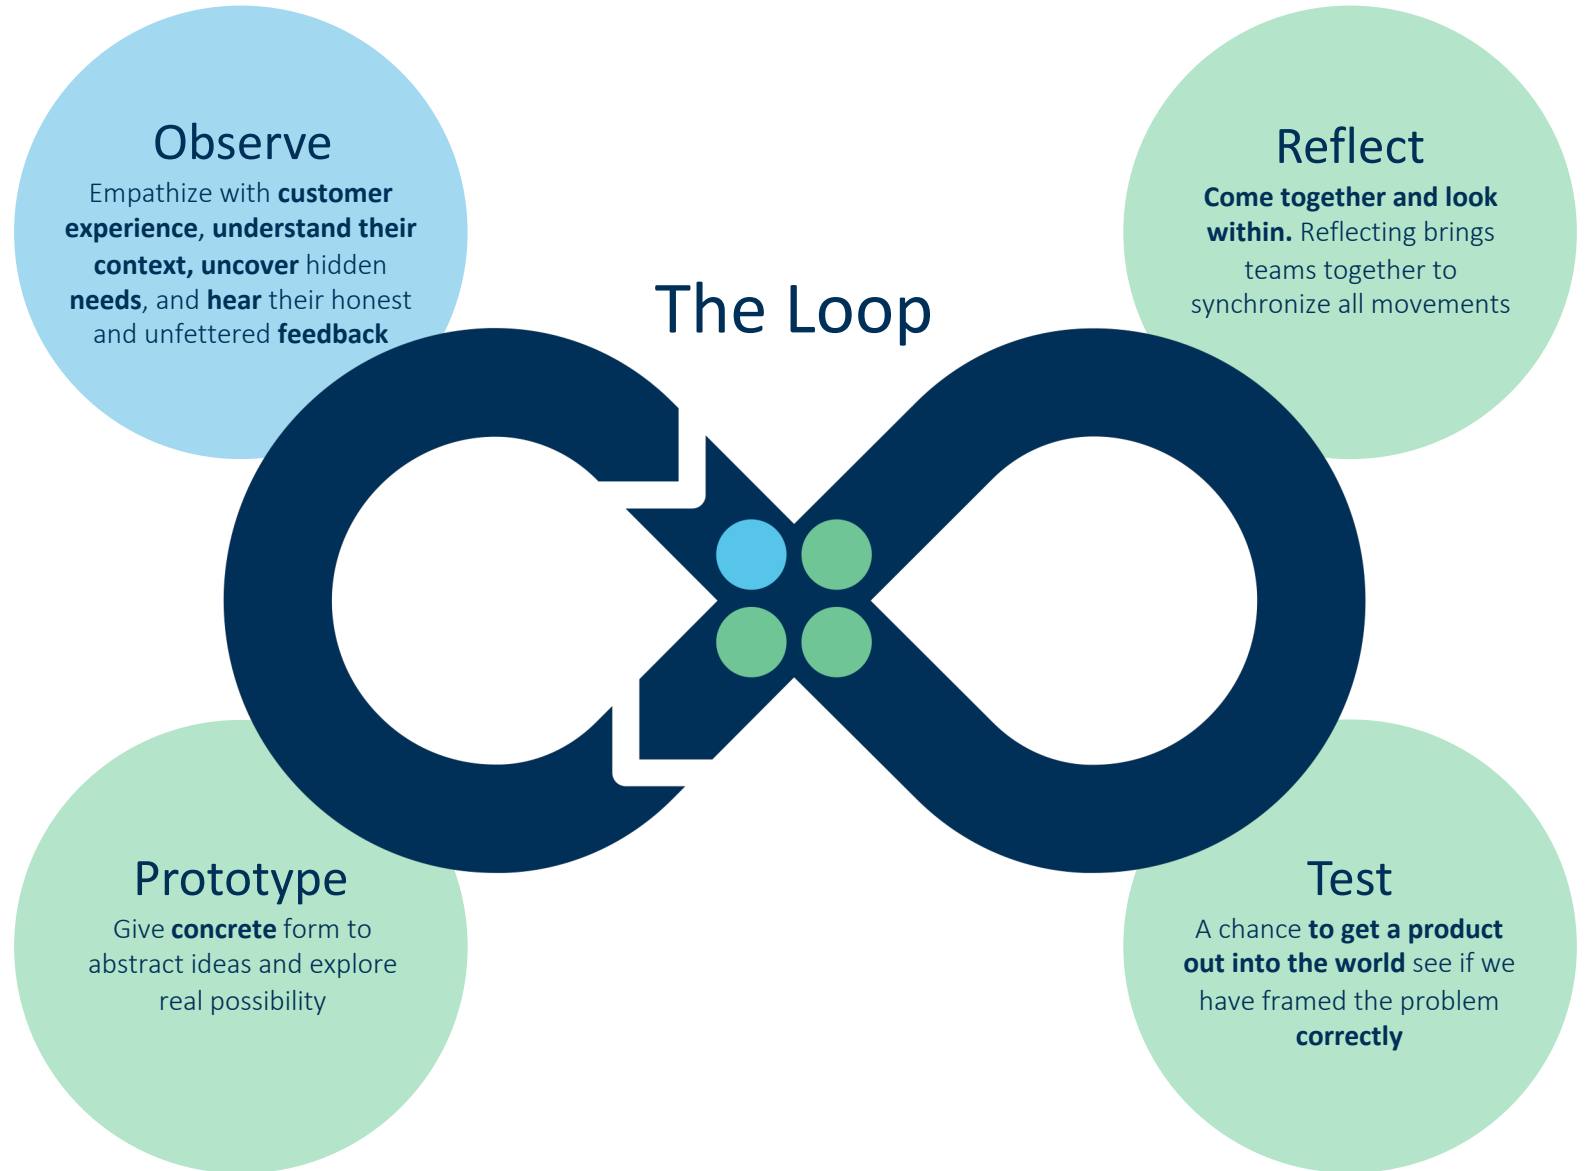 Observe
Empathize with customer
experience, understand their
context, uncover hidden
needs, and hear their honest
and unfettered feedback
The Loop
Reflect
Come together and look
within. Reflecting brings
teams together to
synchronize all movements
Prototype
Give concrete form to
abstract ideas and explore
real possibility
Test
A chance to get a product
out into the world see if we
have framed the problem
correctly